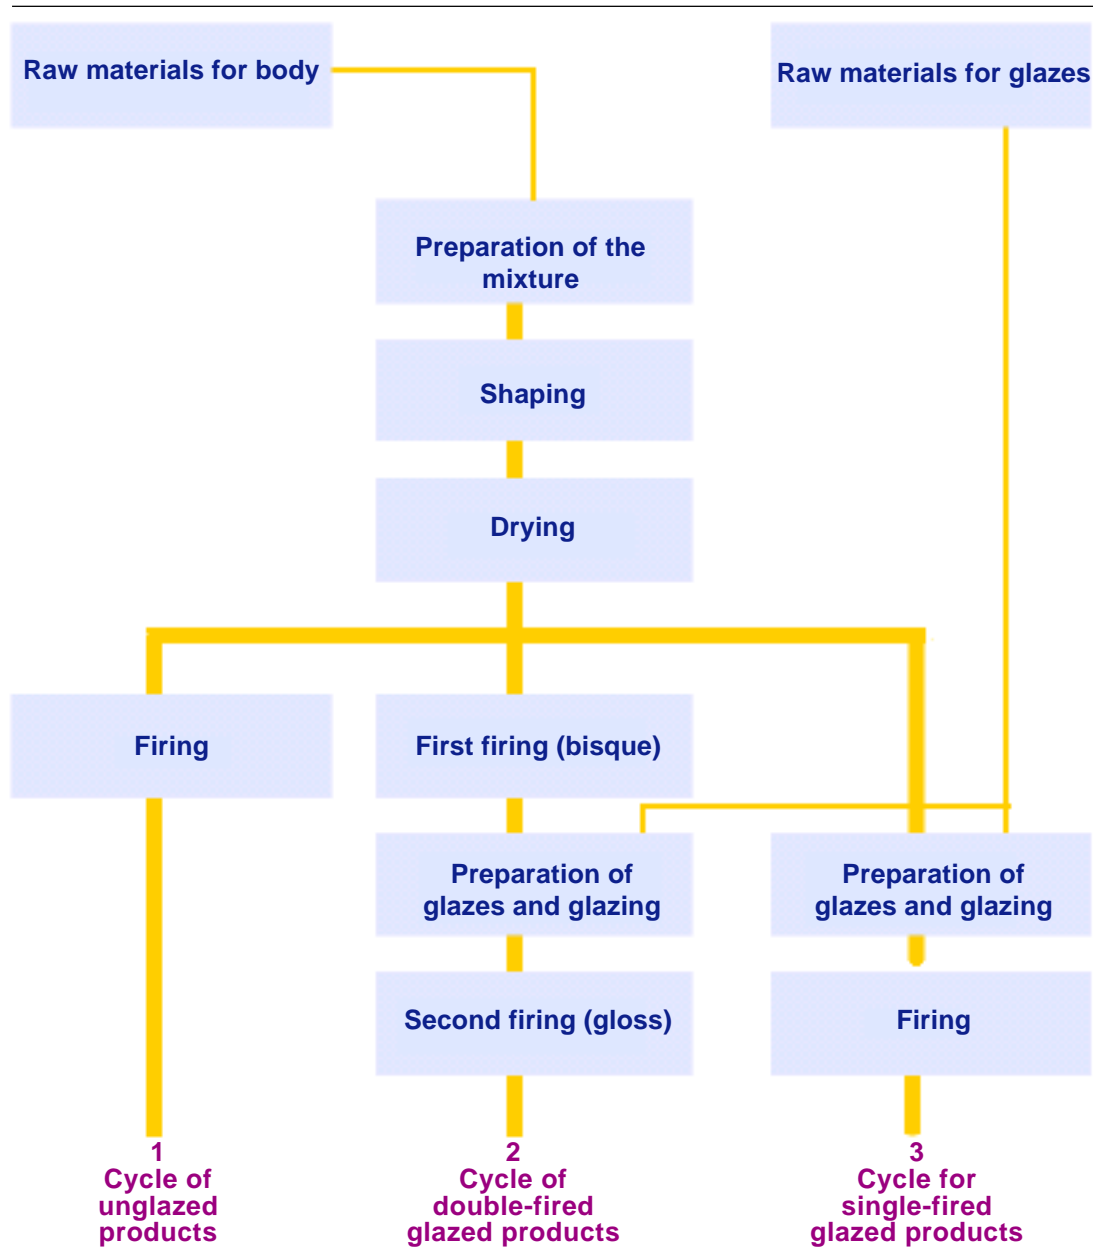 Raw materials for body
Raw materials for glazes
Preparation of the
mixture
Shaping
Drying
Firing
First firing (bisque)
Preparation of
glazes and glazing
Preparation of
glazes and glazing
Second firing (gloss)
Firing
1
Cycle of
unglazed
products
2
Cycle of
double-fired
glazed products
3
Cycle for
single-fired
glazed products